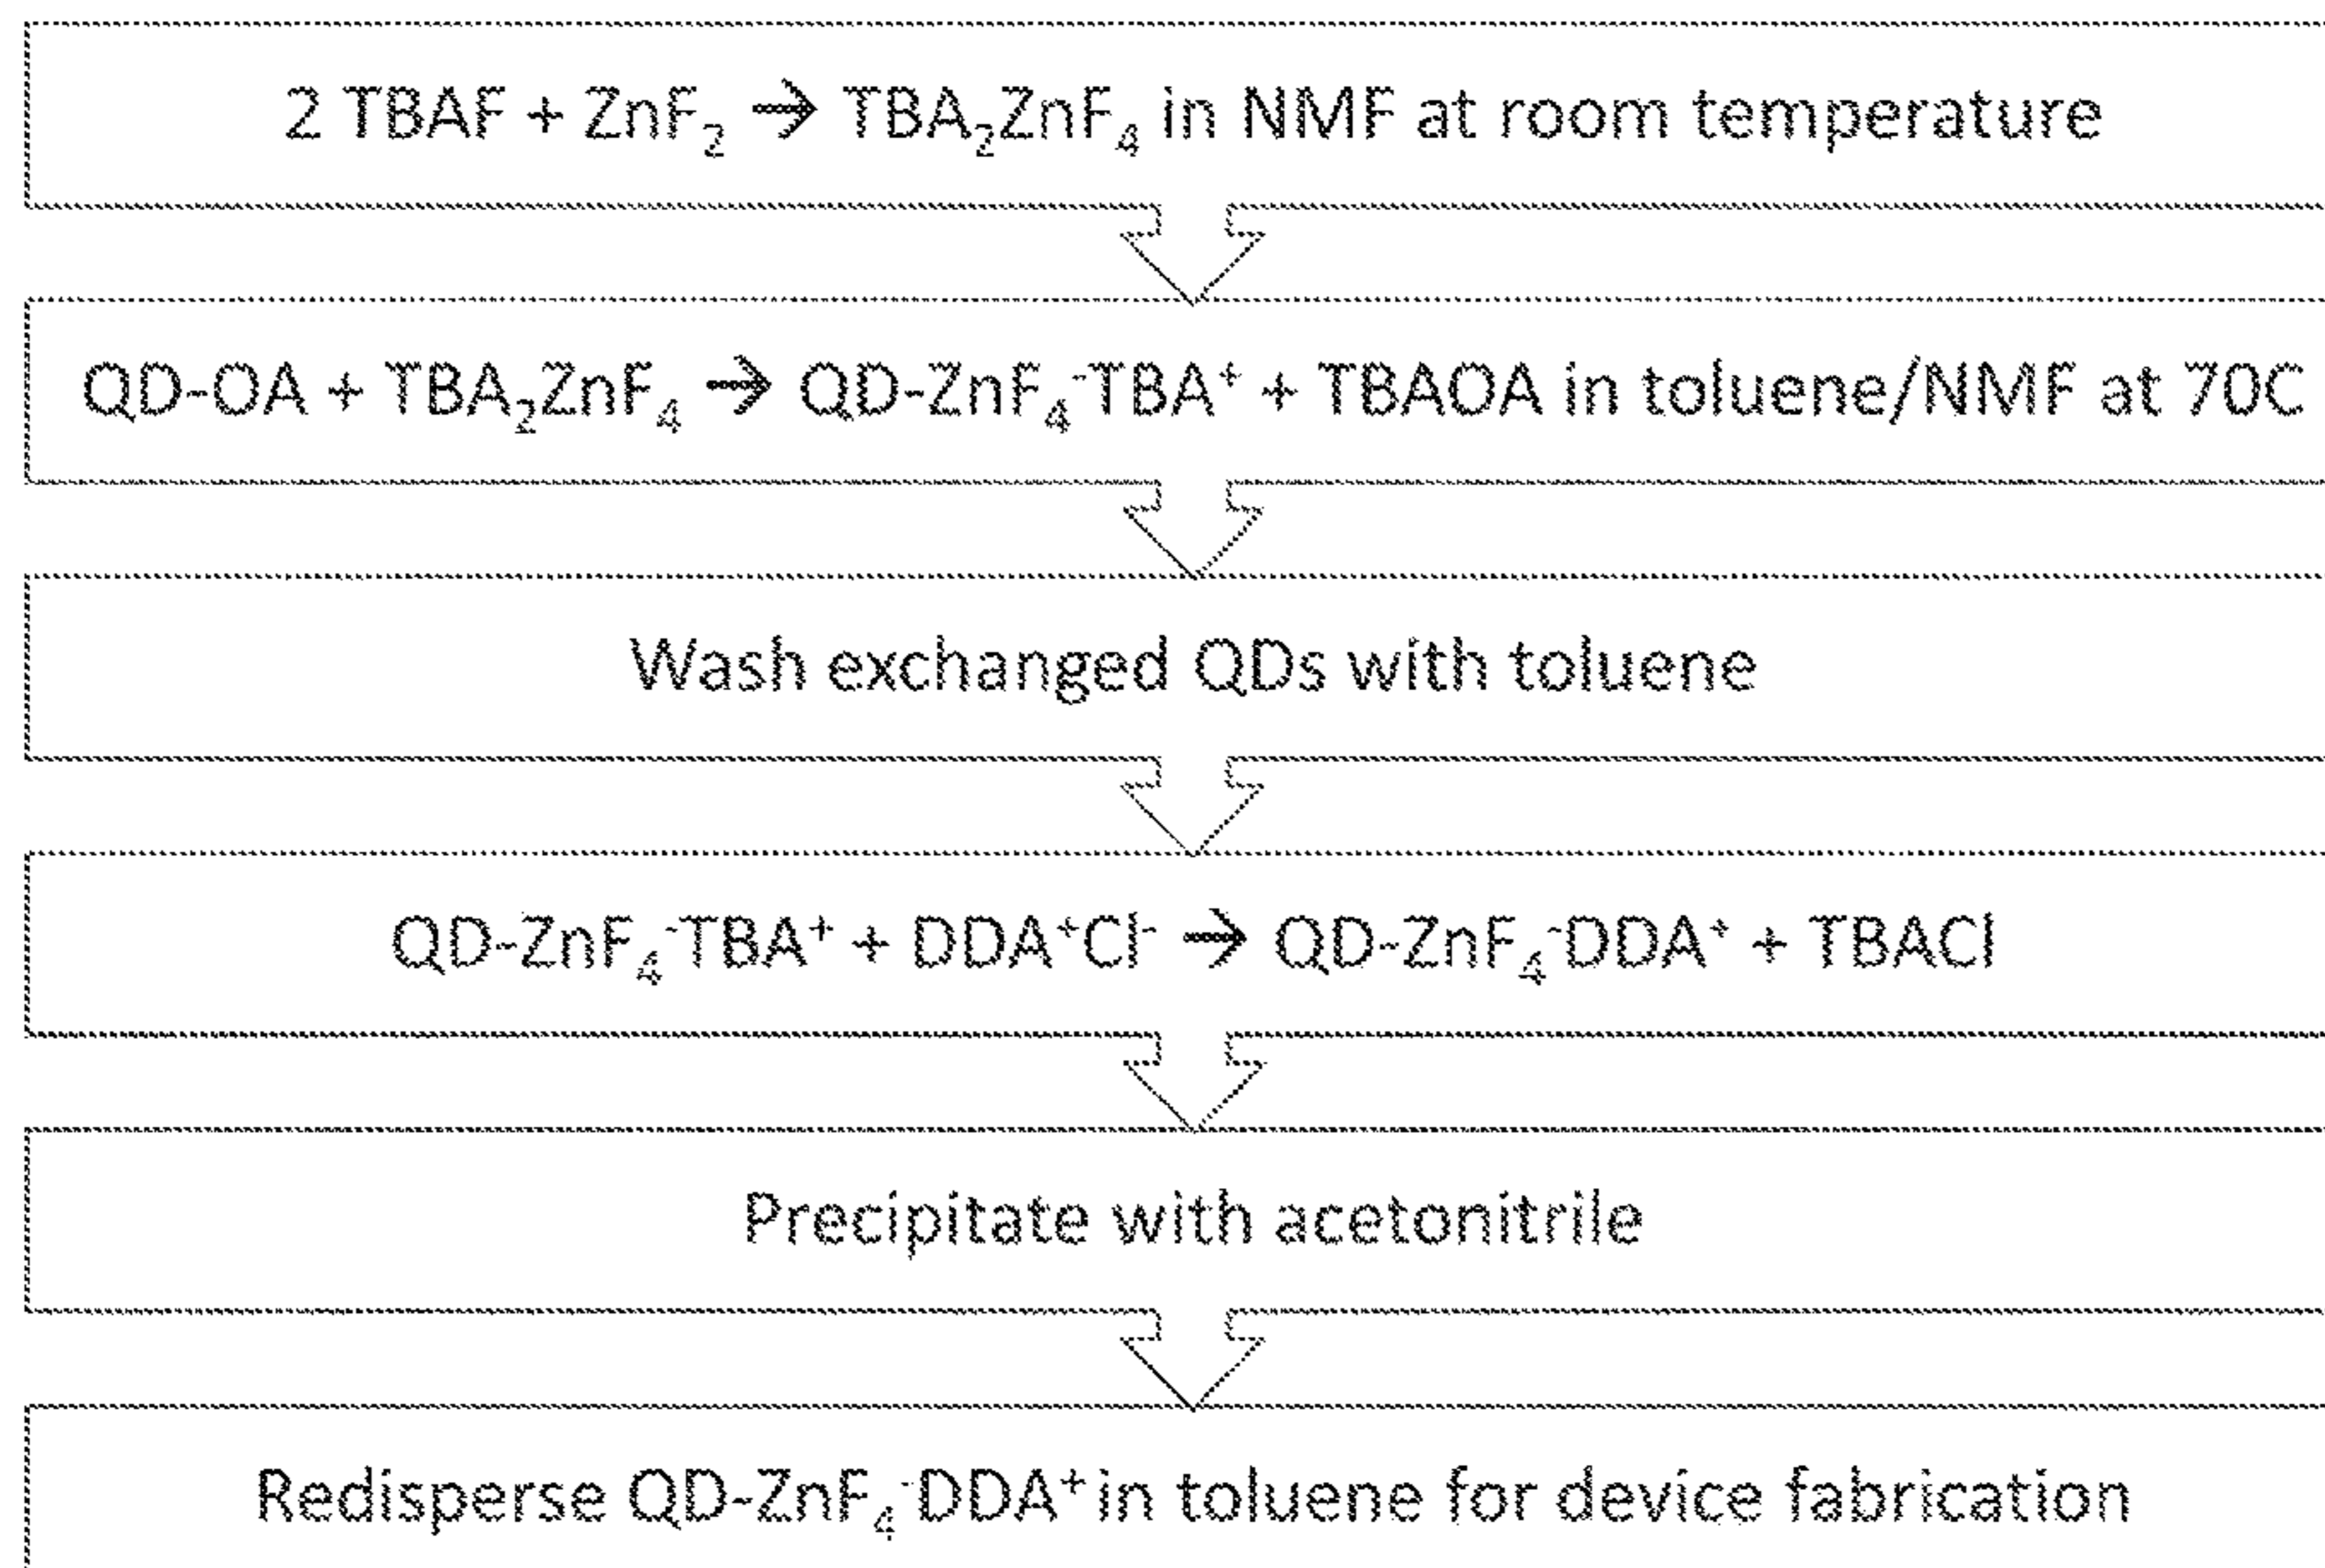 2 TBAF + ZnF₂ → TBA₂ZnF₄ in NMF at room temperature
QD-OA + TBA₂ZnF₄ → QD-ZnF₄⁻TBA⁺ + TBAOA in toluene/NMF at 70C
Wash exchanged QDs with toluene
QD-ZnF₄⁻TBA⁺ + DDA⁺Cl⁻ → QD-ZnF₄⁻DDA⁺ + TBACl
Precipitate with acetonitrile
Redisperse QD-ZnF₄⁻DDA⁺ in toluene for device fabrication